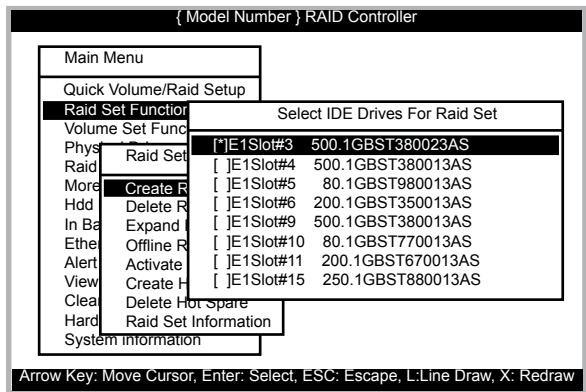 { Model Number } RAID Controller
Main Menu
Quick Volume/Raid Setup
Raid Set Function
Volume Set Func
Phys
Raid
More
Hdd
In Ba
Ether
Alert
View
Clear
Hard
System information
Raid Set
Create R
Delete R
Expand
Offline R
Activate
Create H
Delete Hot Spare
Raid Set Information
Select IDE Drives For Raid Set
[*]E1Slot#3 500.1GBST380023AS
[ ]E1Slot#4 500.1GBST380013AS
[ ]E1Slot#5 80.1GBST980013AS
[ ]E1Slot#6 200.1GBST350013AS
[ ]E1Slot#9 500.1GBST380013AS
[ ]E1Slot#10 80.1GBST770013AS
[ ]E1Slot#11 200.1GBST670013AS
[ ]E1Slot#15 250.1GBST880013AS
Arrow Key: Move Cursor, Enter: Select, ESC: Escape, L:Line Draw, X: Redraw